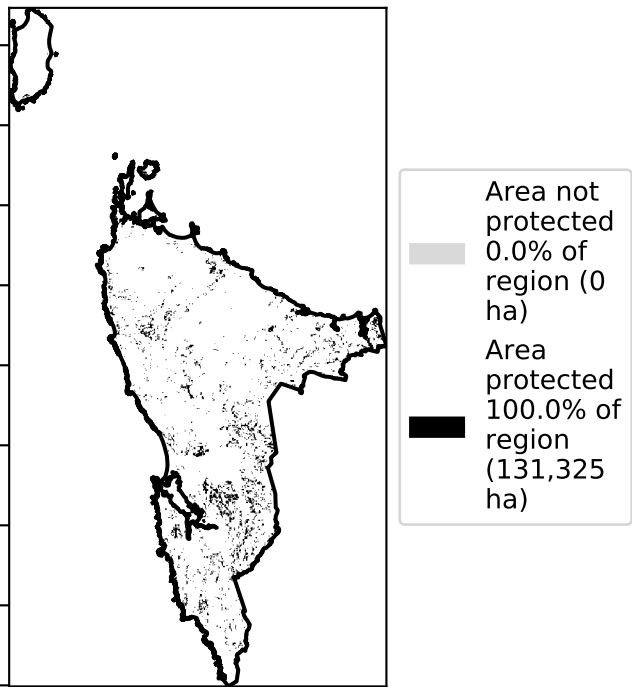 Area not
protected
0.0% of
region (0
ha)
Area
protected
100.0% of
region
(131,325
ha)